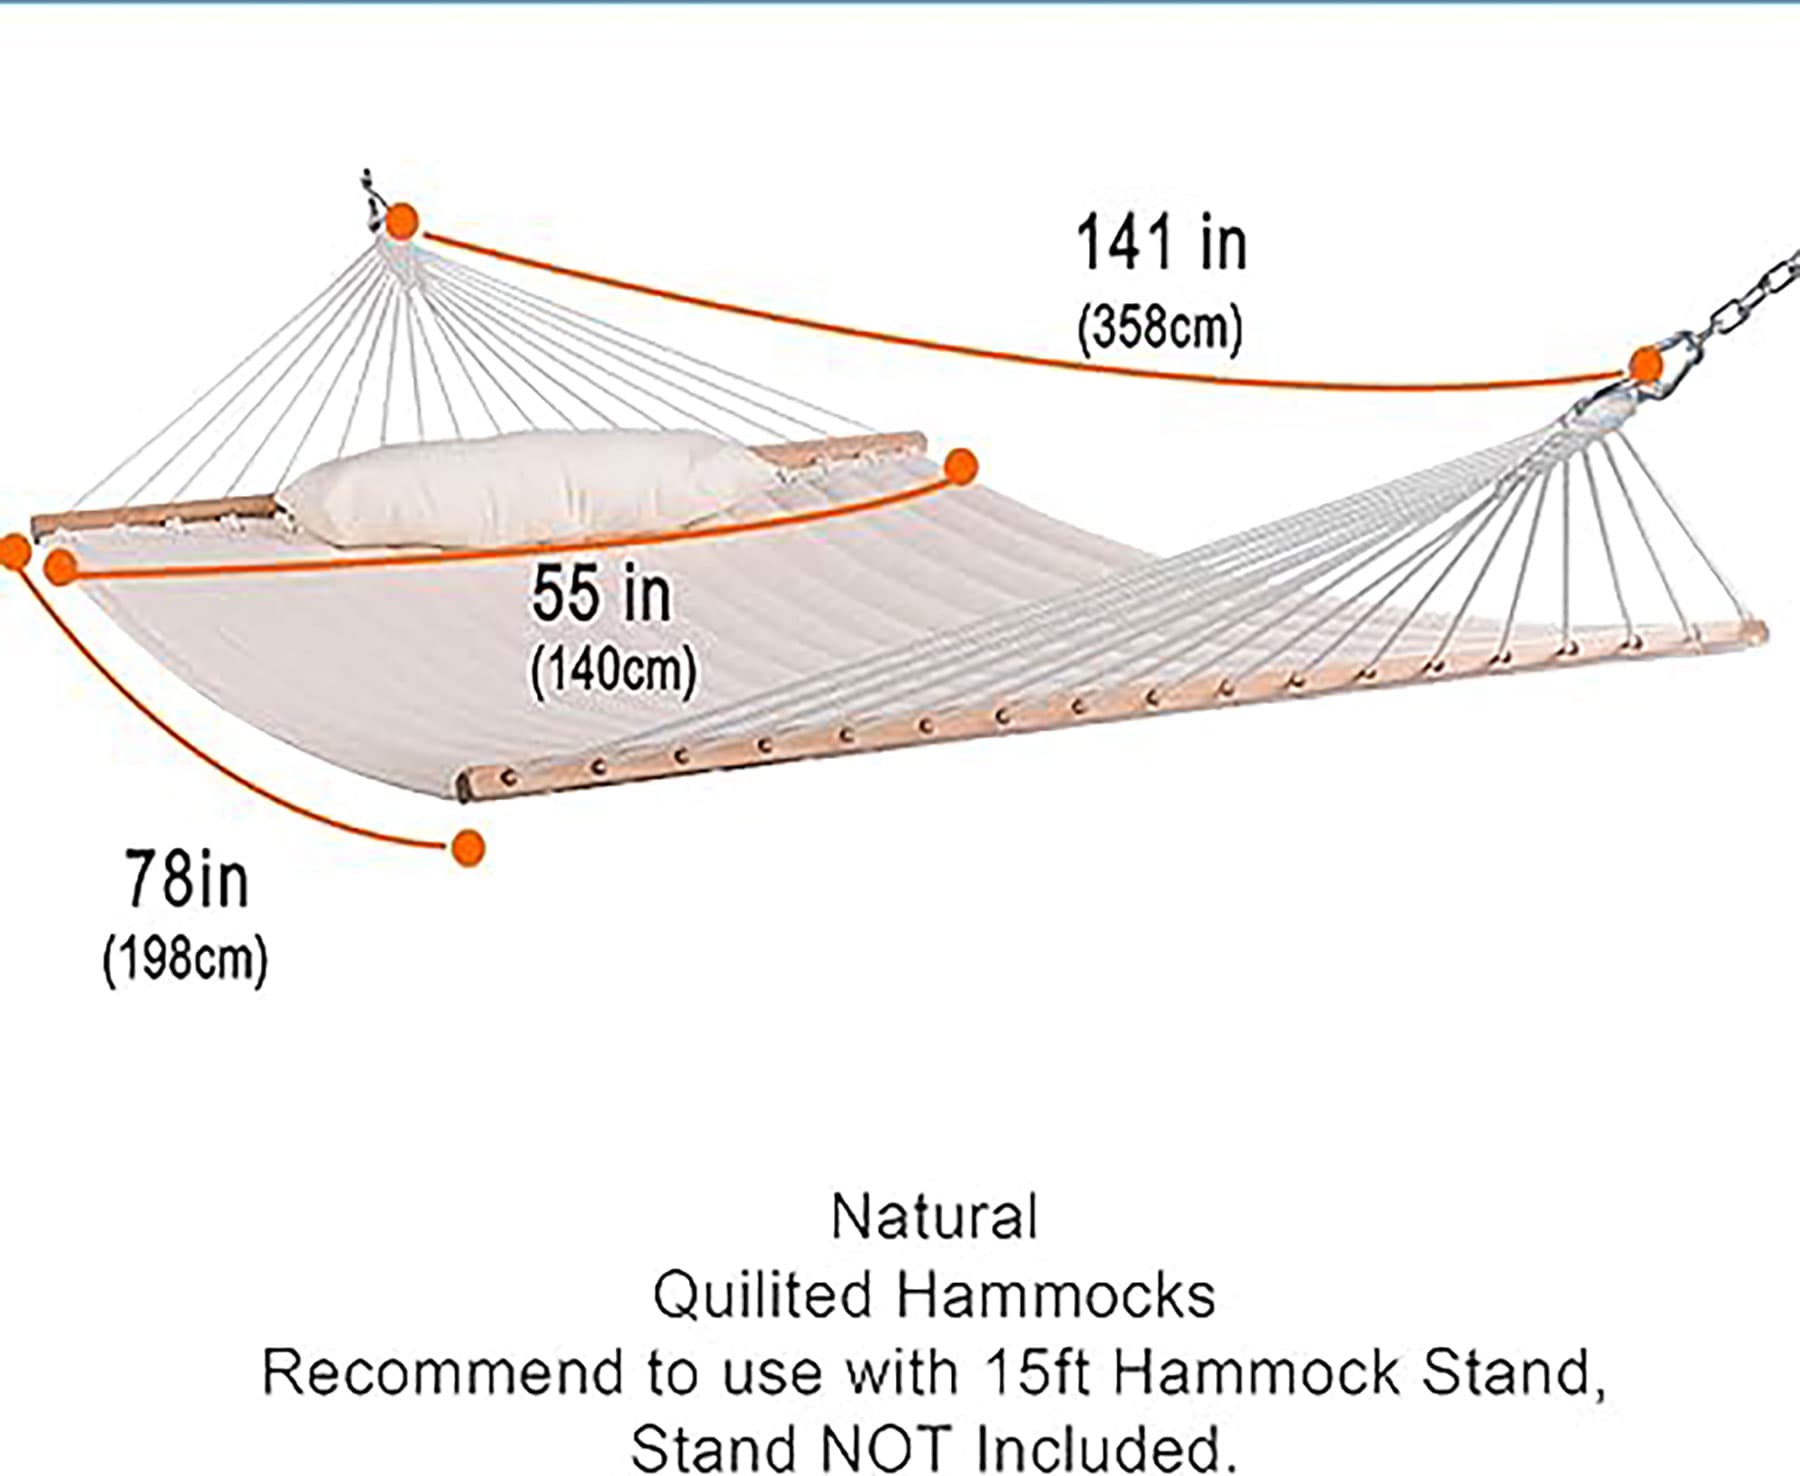 141 in
(358cm)
55 in
(140cm)
78in
(198cm)
Natural
Quilited Hammocks
Recommend to use with 15ft Hammock Stand,
Stand NOT Included.